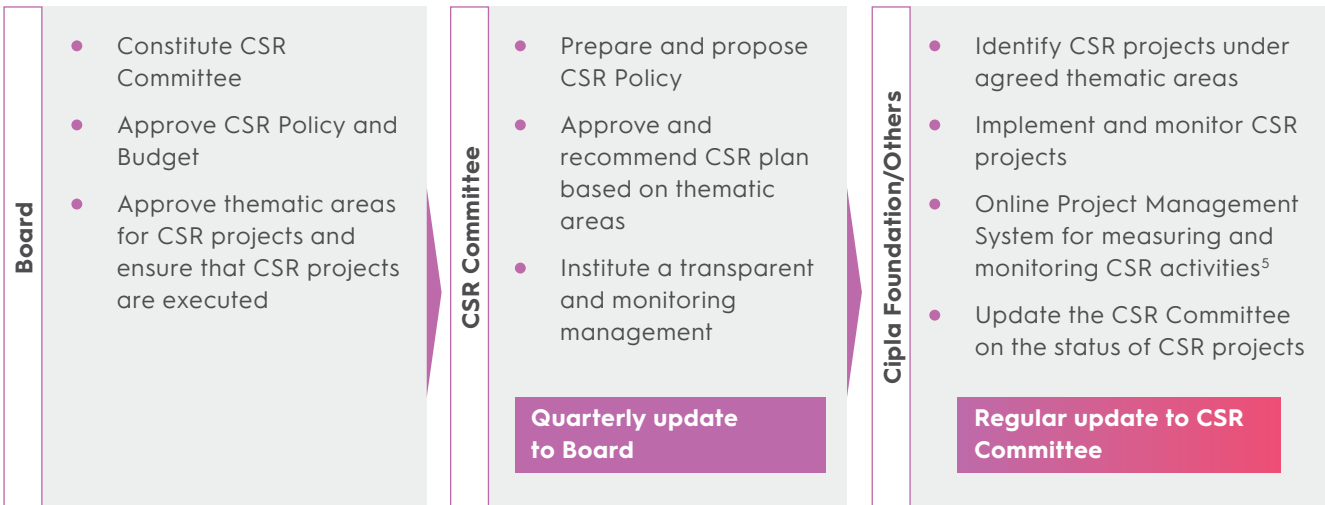 Board
• Constitute CSR
Committee
• Approve CSR Policy and
Budget
• Approve thematic areas
for CSR projects and
ensure that CSR projects
are executed
CSR Committee
• Prepare and propose
CSR Policy
• Approve and
recommend CSR plan
based on thematic
areas
• Institute a transparent
and monitoring
management
Quarterly update
to Board
Cipla Foundation/Others
• Identify CSR projects under
agreed thematic areas
• Implement and monitor CSR
projects
• Online Project Management
System for measuring and
monitoring CSR activities⁵
• Update the CSR Committee
on the status of CSR projects
Regular update to CSR
Committee